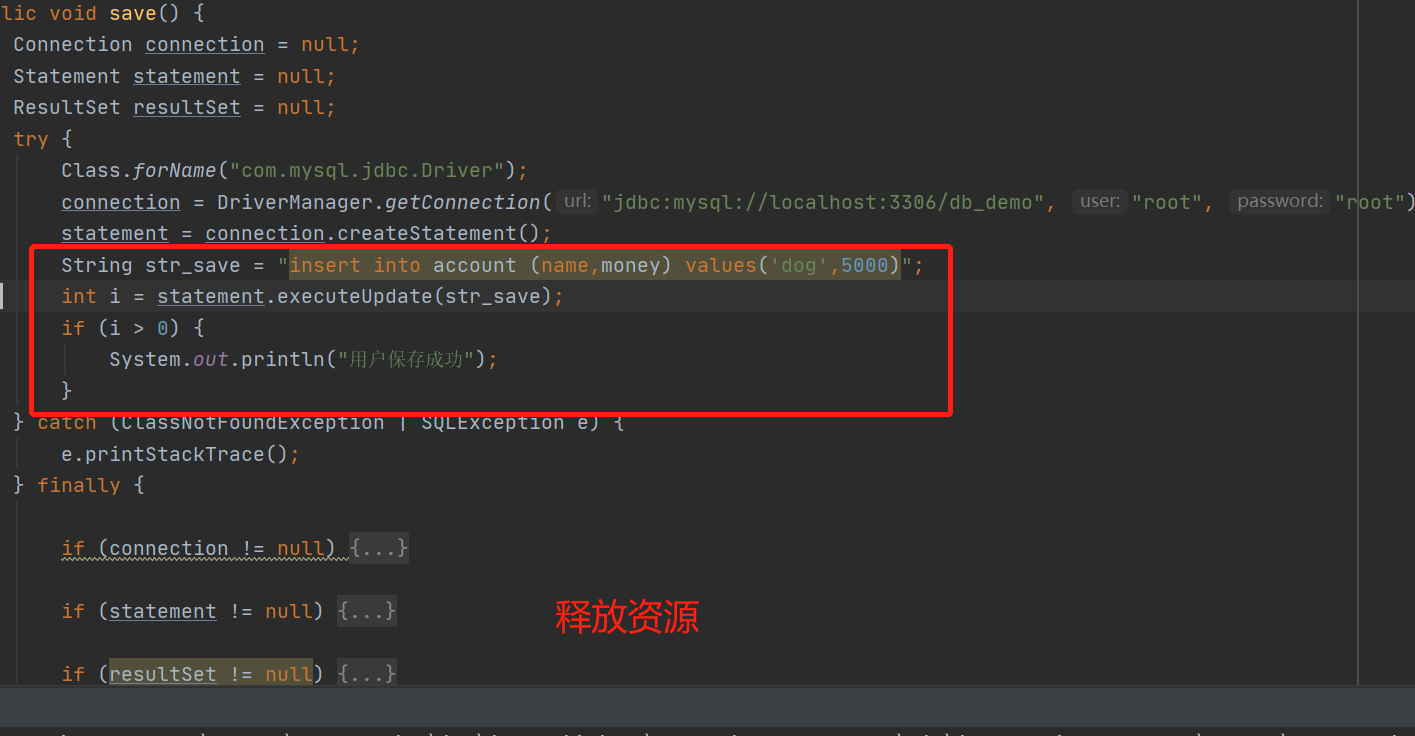 lic void save() {
Connection connection = null;
Statement statement = null;
ResultSet resultSet = null;
try {
Class.forName("com.mysql.jdbc.Driver");
connection = DriverManager.getConnection( url: "jdbc:mysql://localhost:3306/db_demo", user: "root", password: "root")
statement = connection.createStatement();
String str_save = "insert into account (name,money) values('dog',5000)";
int i = statement.executeUpdate(str_save);
if (i > 0) {
System.out.println("用户保存成功");
}
} catch (ClassNotFoundException | SQLException e) {
e.printStackTrace();
} finally {
if (connection != null) {...}
if (statement != null) {...}
释放资源
if (resultSet != null) {...}